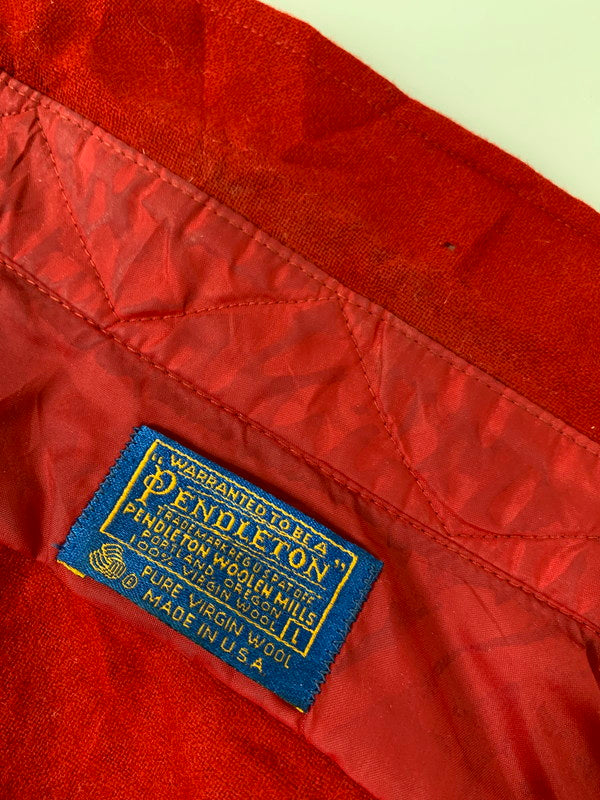 "WARRANTED TO BE A
PENDLETON"
TRADEMARK REG.U.S.PAT.OFF.
PENDLETON WOOLEN MILLS
PORTLAND, OREGON
100% VIRGIN WOOL
L
®
PURE VIRGIN WOOL
MADE IN U S A